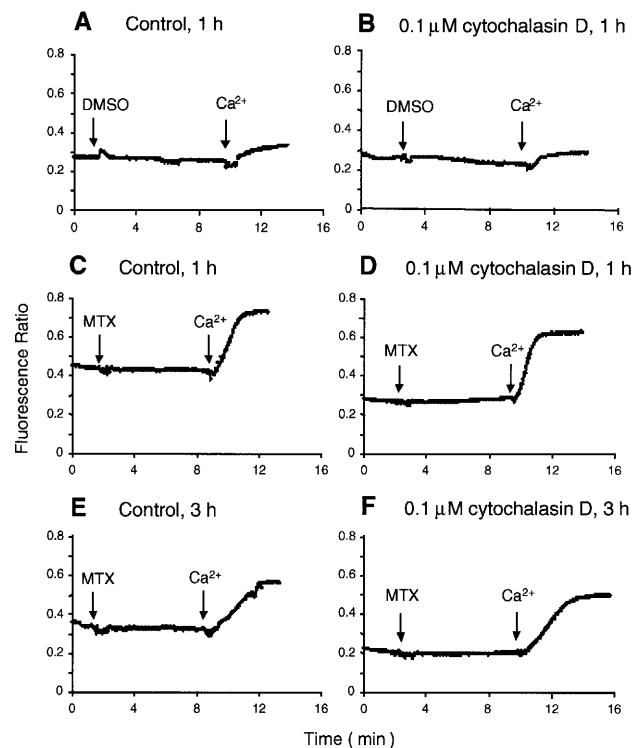 A Control, 1 h
0.8
0.6
0.4
0.2
0
DMSO
Ca²⁺
0 4 8 12 16
B 0.1 µM cytochalasin D, 1h
0.8
0.6
0.4
0.2
0
DMSO
Ca²⁺
0 4 8 12 16
C Control, 1 h
0.8
0.6
0.4
0.2
0
MTX
Ca²⁺
0 4 8 12 16
D 0.1 µM cytochalasin D, 1 h
0.8
0.6
0.4
0.2
0
MTX
Ca²⁺
0 4 8 12 16
Fluorescence Ratio
E Control, 3 h
0.8
0.6
0.4
0.2
0
MTX
Ca²⁺
0 4 8 12 16
F 0.1 µM cytochalasin D, 3 h
0.8
0.6
0.4
0.2
0
MTX
Ca²⁺
0 4 8 12 16
Time ( min )